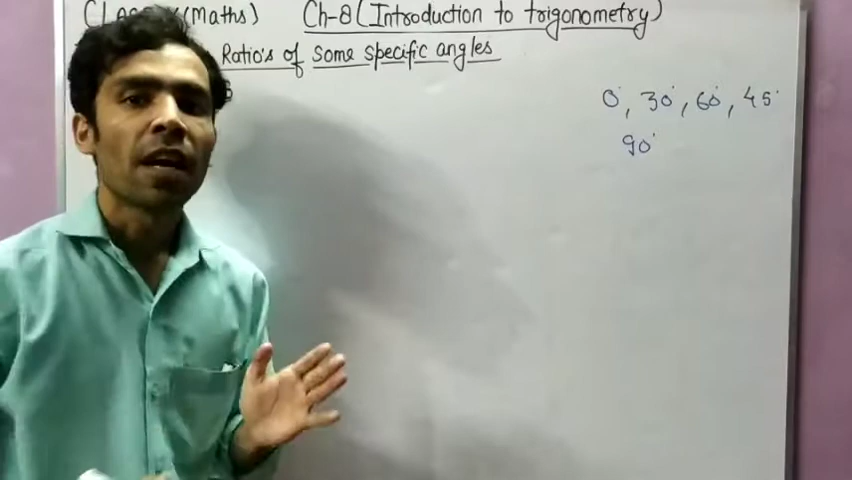 (Maths) Ch-8 (Introduction to trigonometry)
Ratio's of some specific angles
0°, 30°, 60°, 45°
90°